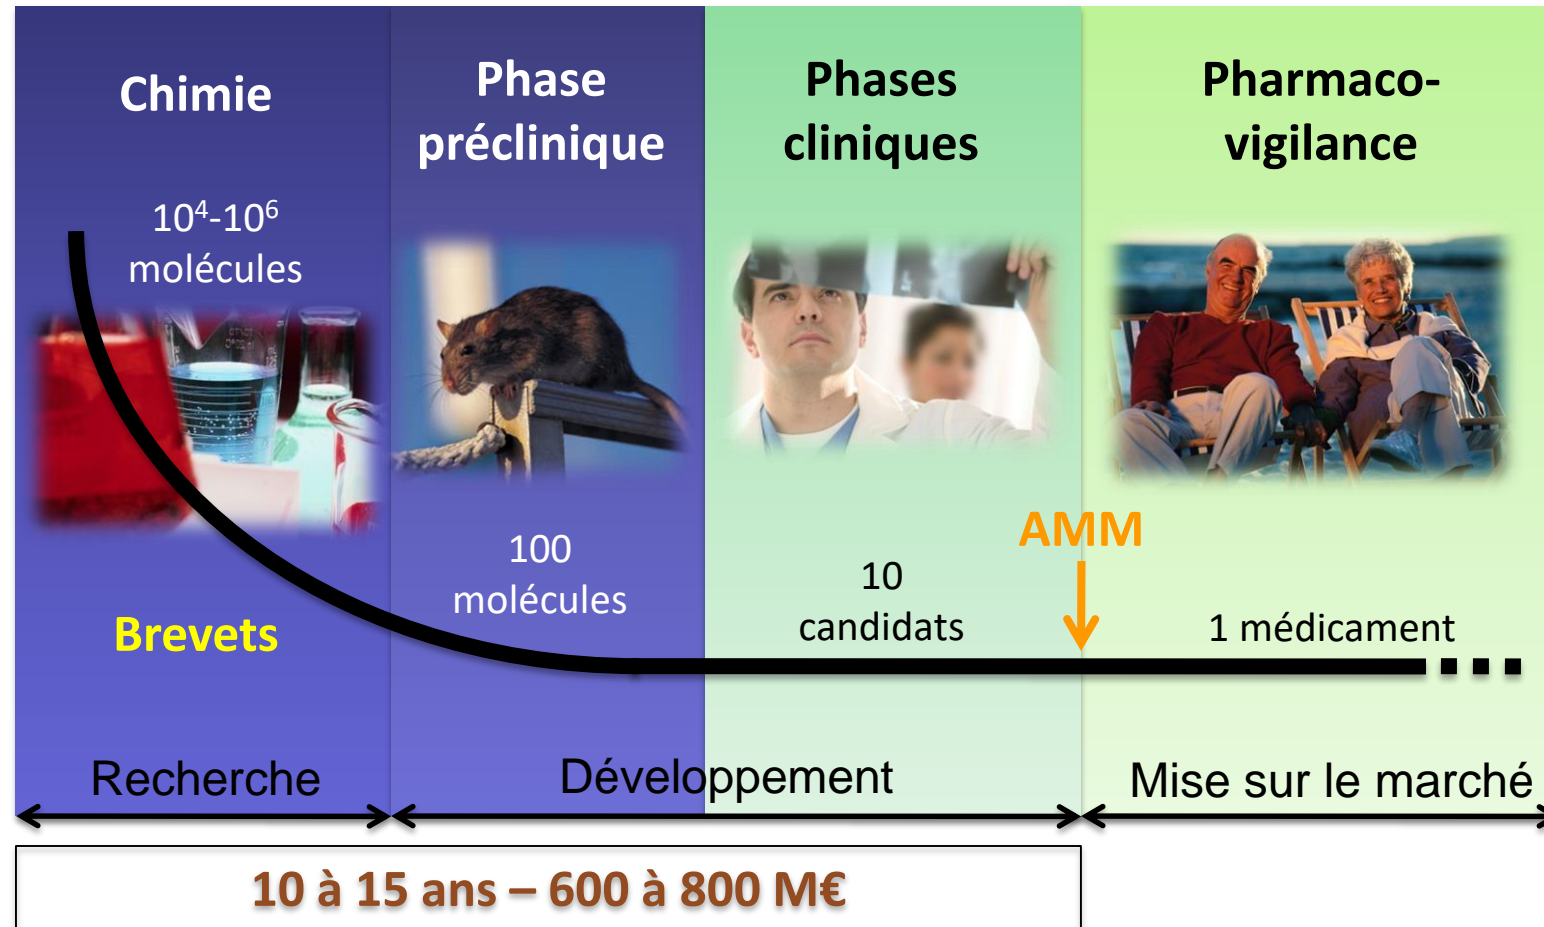 Chimie
10⁴-10⁶
molécules
Brevets
Phase
préclinique
100
molécules
Phases
cliniques
10
candidats
AMM
Pharmaco-
vigilance
1 médicament
Recherche
Développement
Mise sur le marché
10 à 15 ans – 600 à 800 M€